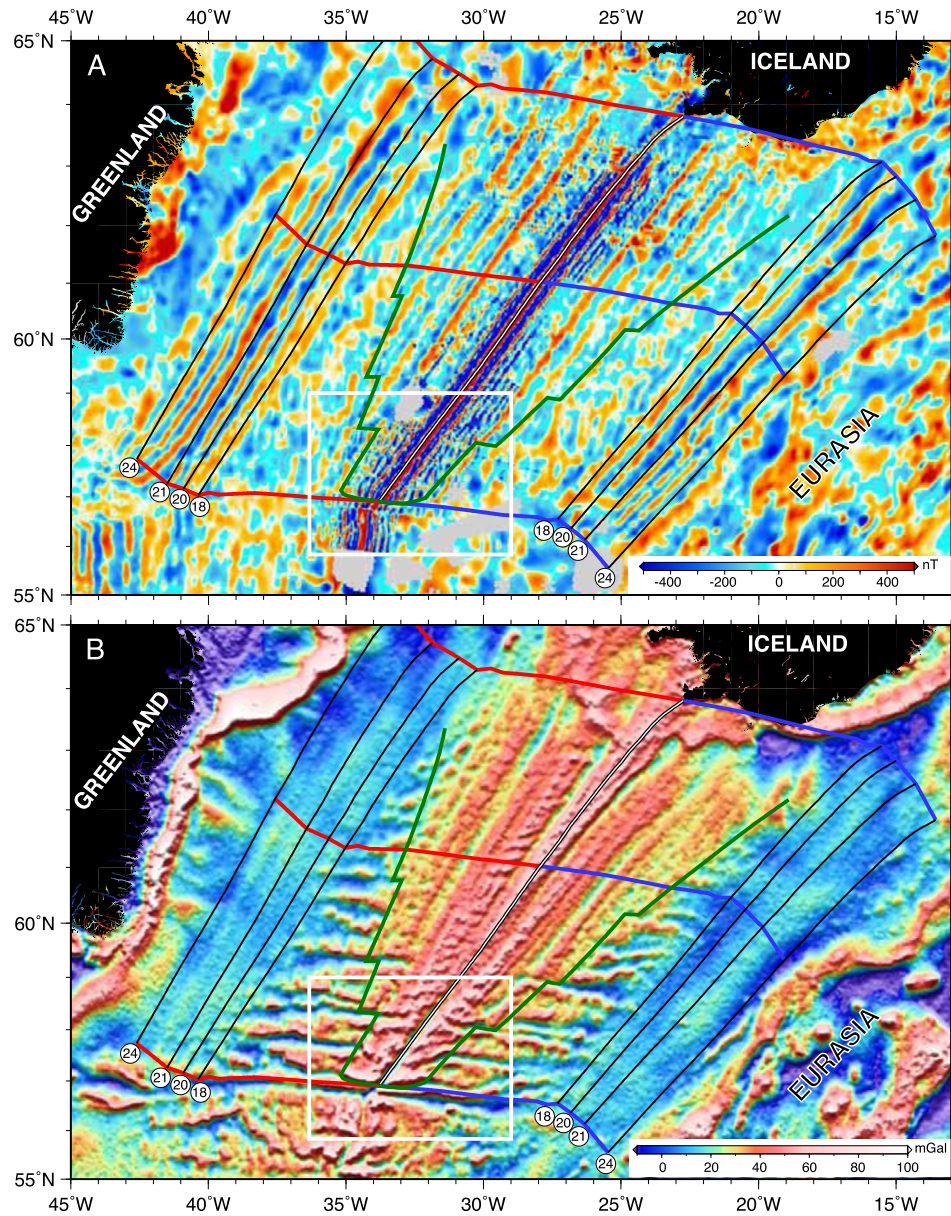 45˚W 40˚W 35˚W 30˚W 25˚W 20˚W 15˚W
65˚N
A
ICELAND
GREENLAND
60˚N
EURASIA
24
21 20 18
18 20 21
24
-400 -200 0 200 400 nT
55˚N
B
ICELAND
GREENLAND
65˚N
60˚N
EURASIA
24
21 20 18
18 20 21
24
0 20 40 60 80 100 mGal
55˚N
45˚W 40˚W 35˚W 30˚W 25˚W 20˚W 15˚W